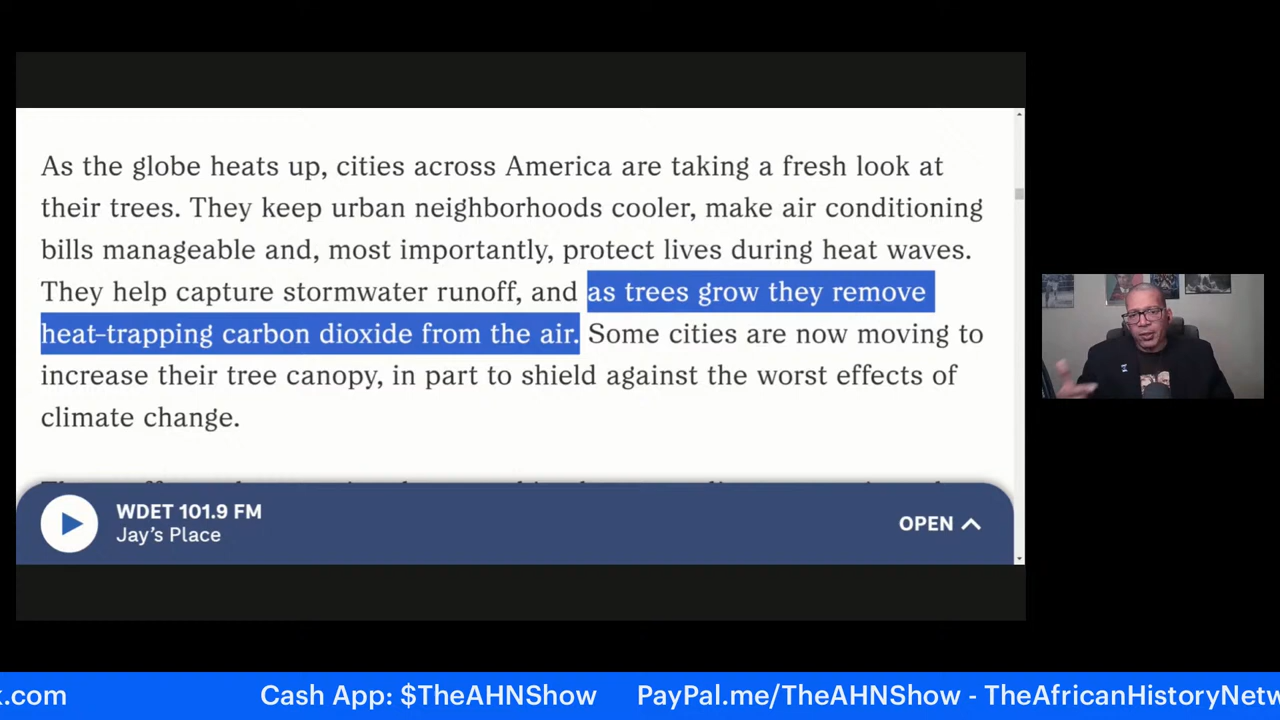 As the globe heats up, cities across America are taking a fresh look at
their trees. They keep urban neighborhoods cooler, make air conditioning
bills manageable and, most importantly, protect lives during heat waves.
They help capture stormwater runoff, and as trees grow they remove
heat-trapping carbon dioxide from the air. Some cities are now moving to
increase their tree canopy, in part to shield against the worst effects of
climate change.
WDET 101.9 FM
Jay's Place
OPEN
k.com Cash App: $TheAHNShow PayPal.me/TheAHNShow - TheAfricanHistoryNetw